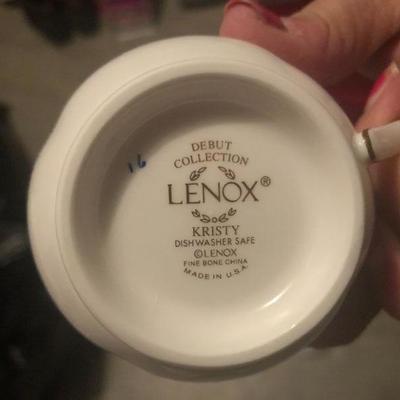 16
DEBUT
COLLECTION
LENOX®
KRISTY
DISHWASHER SAFE
©LENOX
FINE BONE CHINA
MADE IN U.S.A.